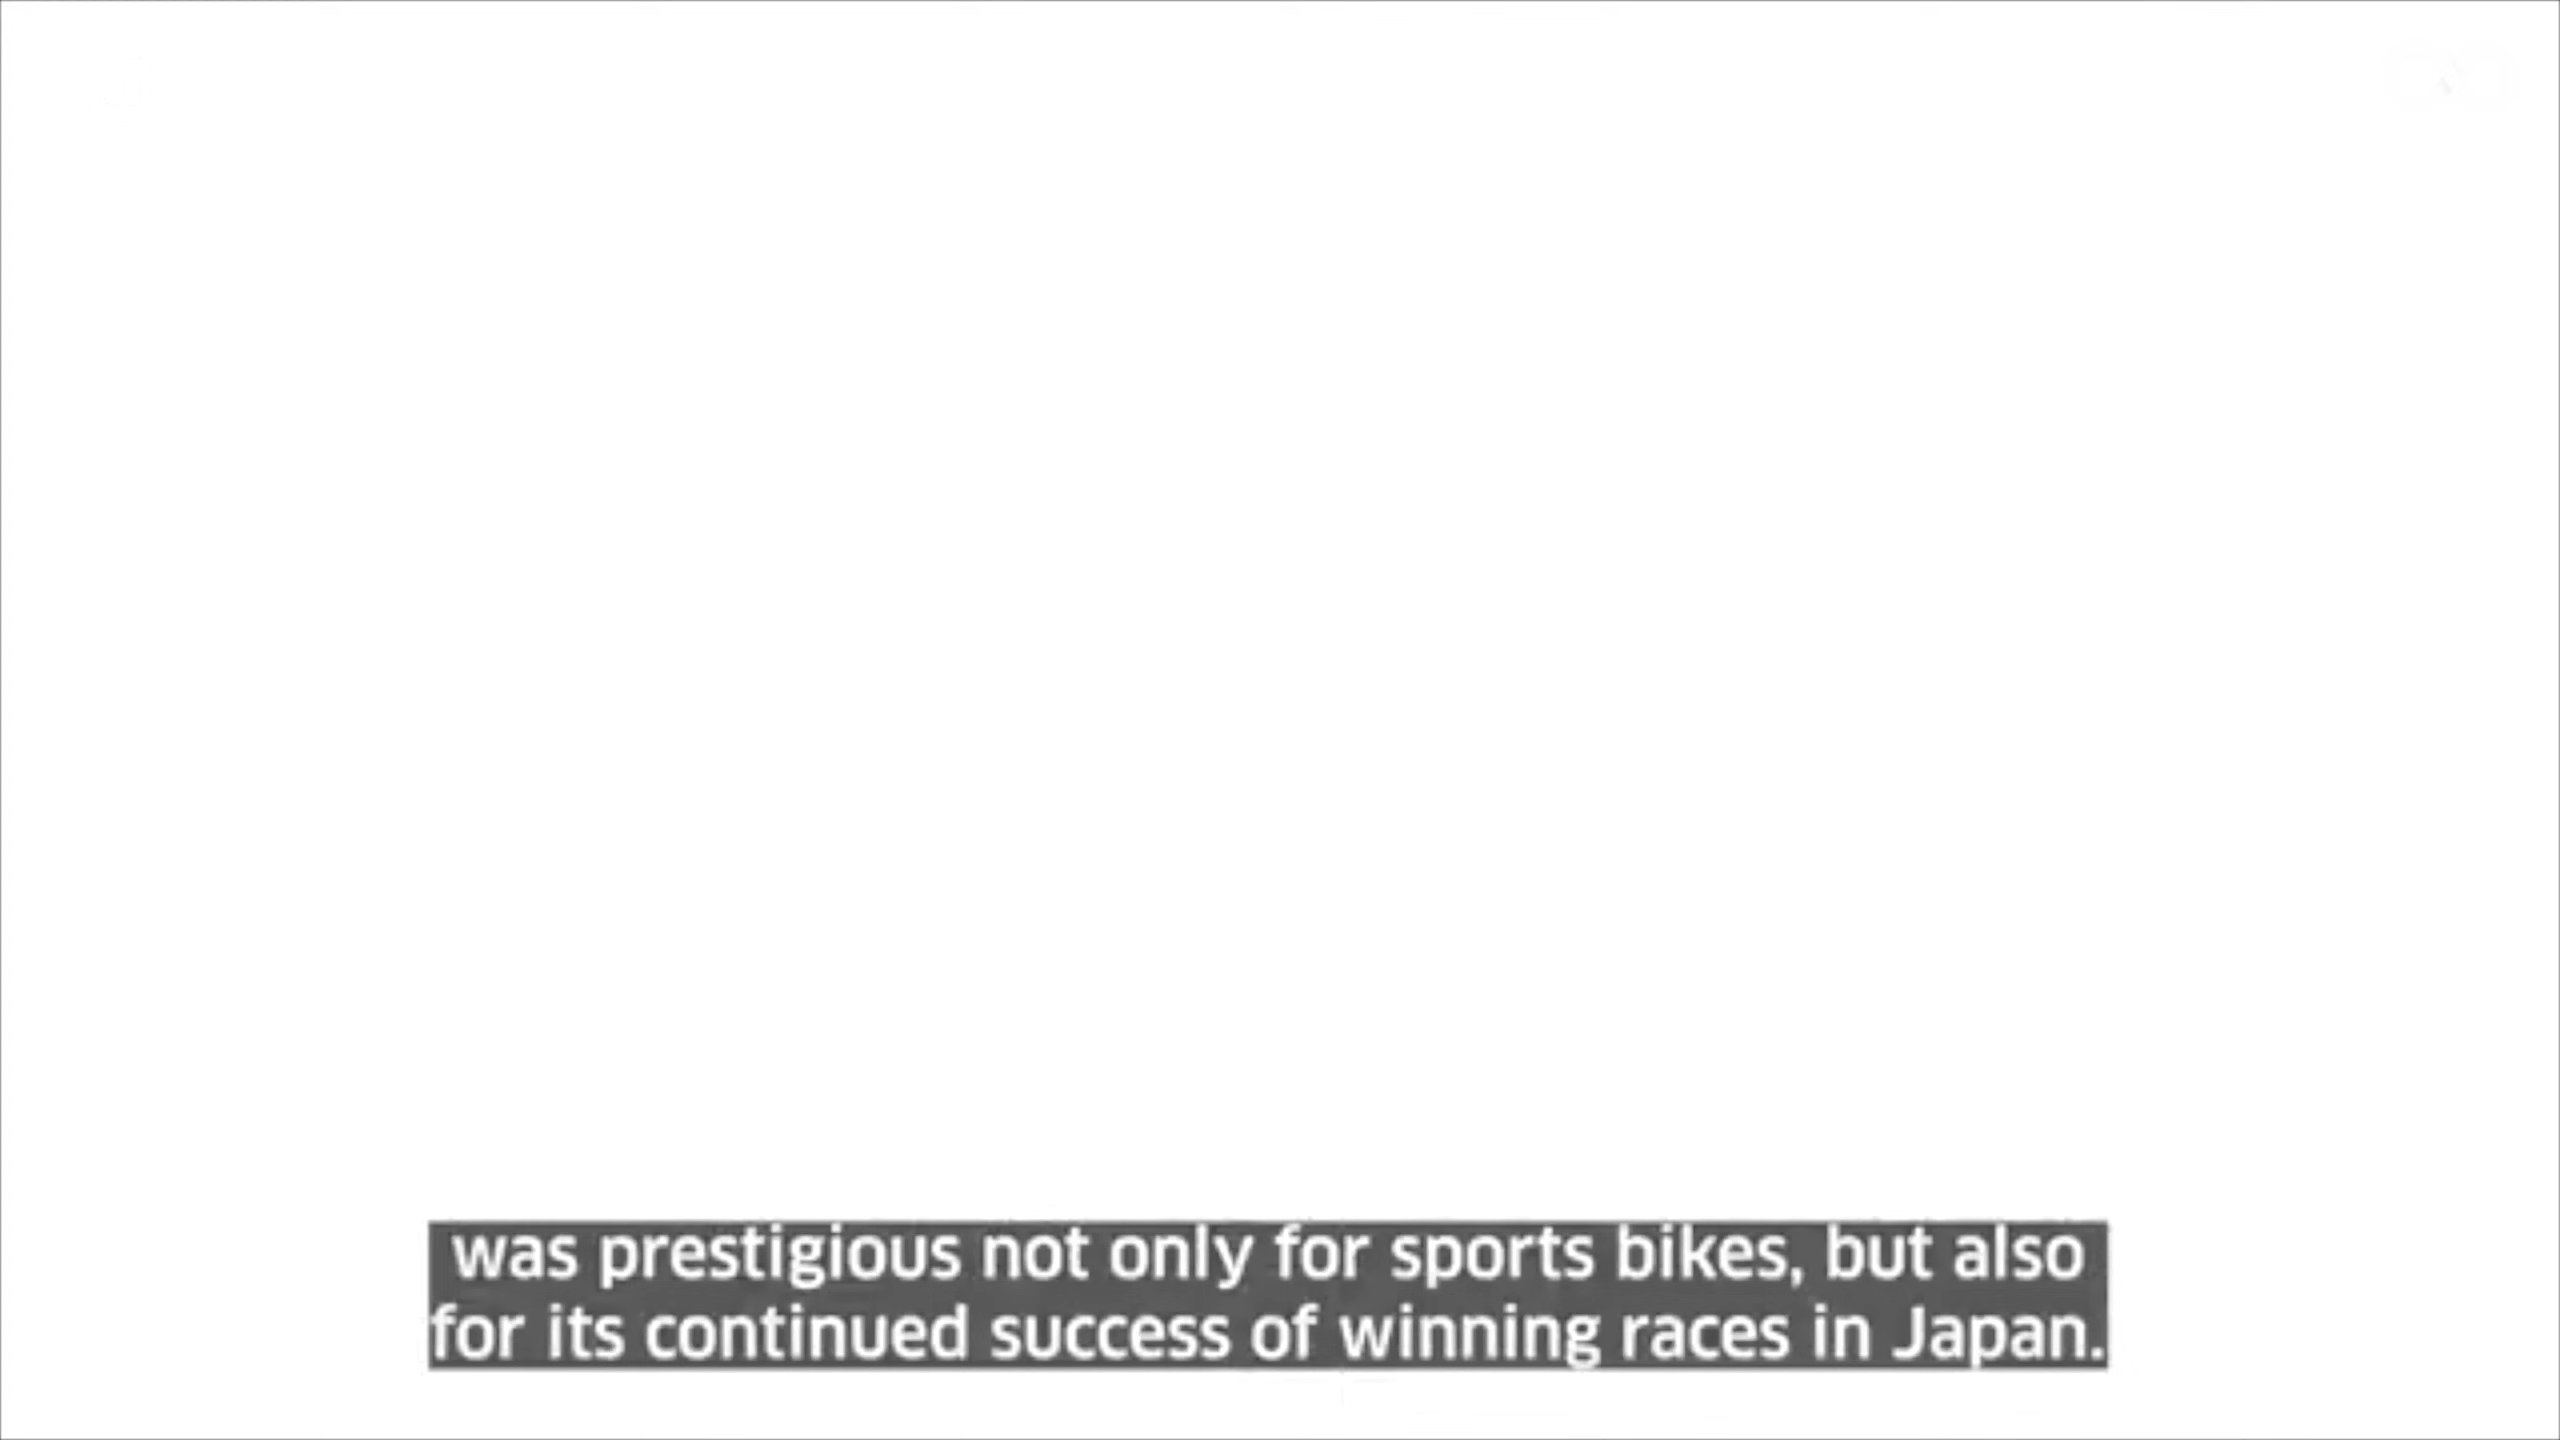 was prestigious not only for sports bikes, but also
for its continued success of winning races in Japan.